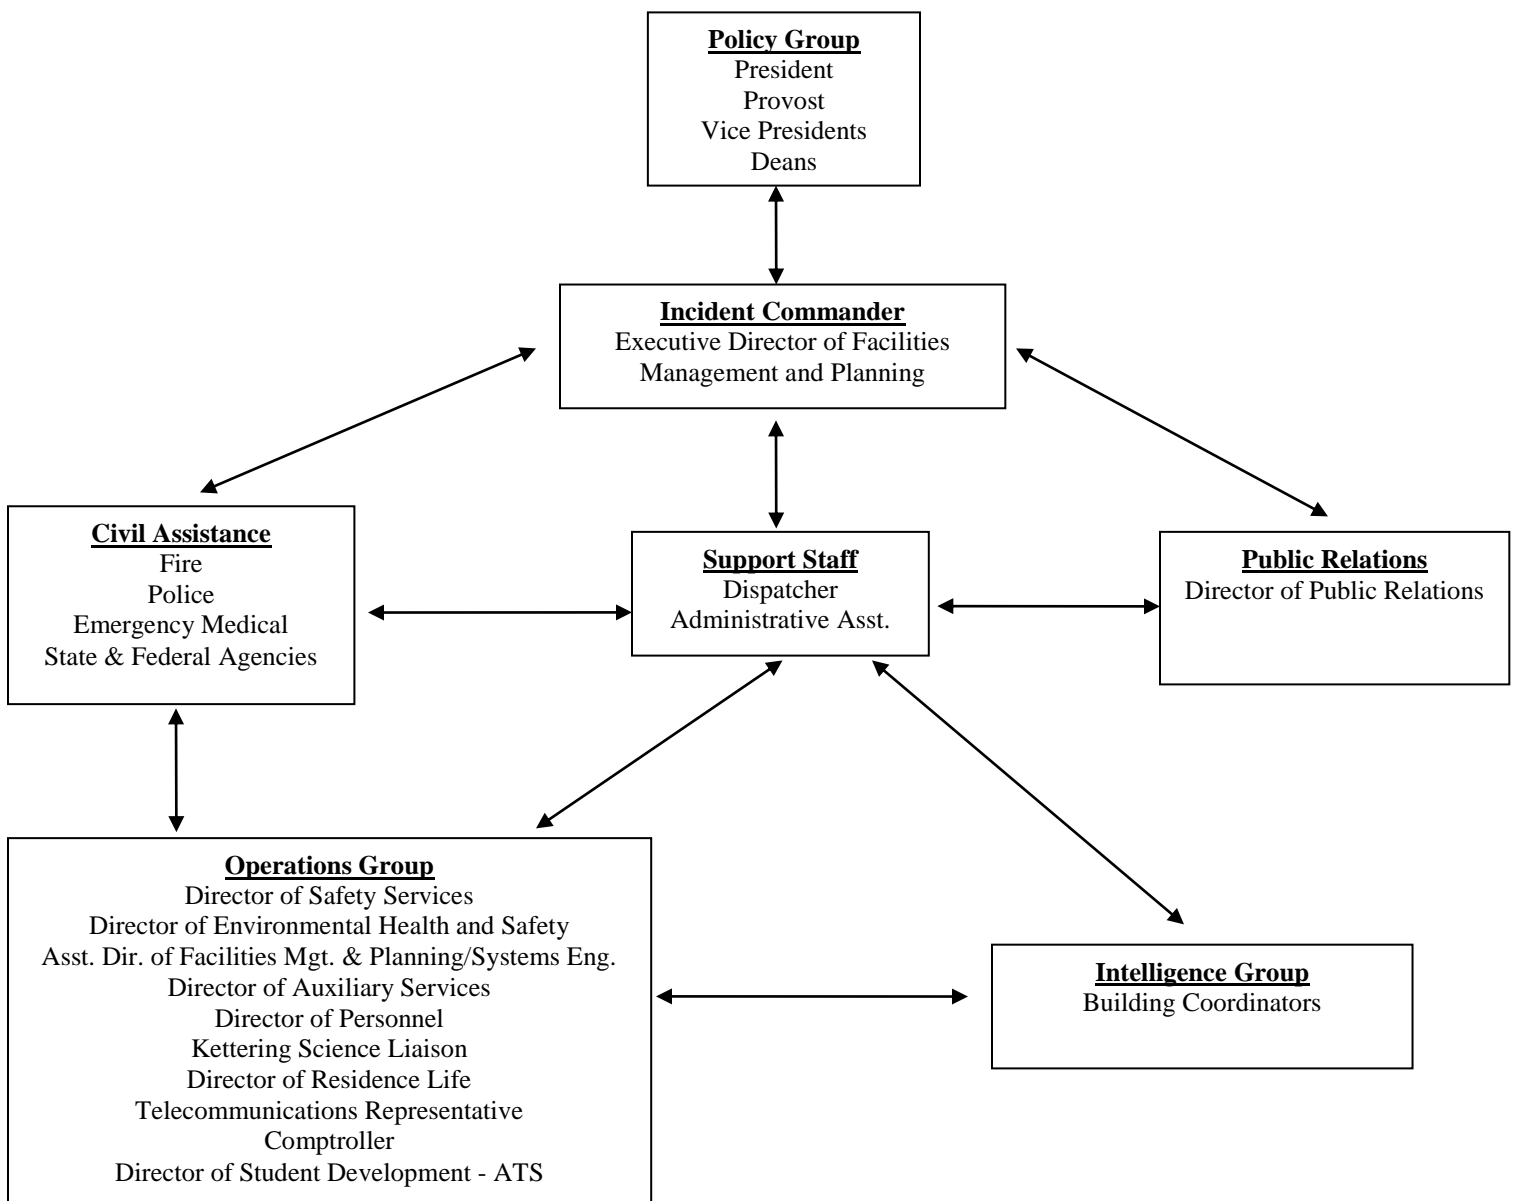 Policy Group
President
Provost
Vice Presidents
Deans
Incident Commander
Executive Director of Facilities
Management and Planning
Civil Assistance
Fire
Police
Emergency Medical
State & Federal Agencies
Support Staff
Dispatcher
Administrative Asst.
Public Relations
Director of Public Relations
Operations Group
Director of Safety Services
Director of Environmental Health and Safety
Asst. Dir. of Facilities Mgt. & Planning/Systems Eng.
Director of Auxiliary Services
Director of Personnel
Kettering Science Liaison
Director of Residence Life
Telecommunications Representative
Comptroller
Director of Student Development - ATS
Intelligence Group
Building Coordinators